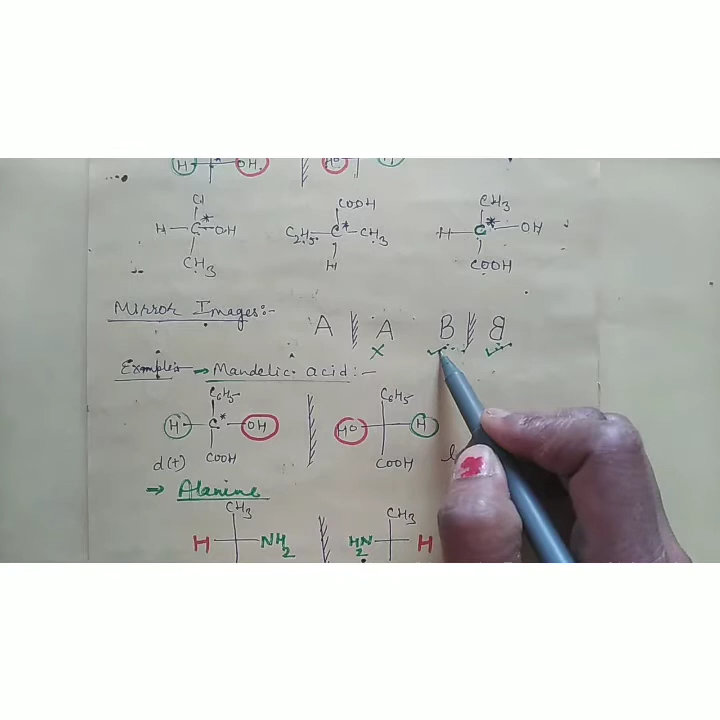 H OH HO H
Cl COOH CH3
H C* OH C2H5 C* CH3 H C* OH
CH3 H COOH
Mirror Images:- A A B B
Example:- → Mandelic acid:-
C6H5 C6H5
H C* OH HO H
d(+) COOH COOH l
→ Alanine
CH3 CH3
H NH2 H2N H